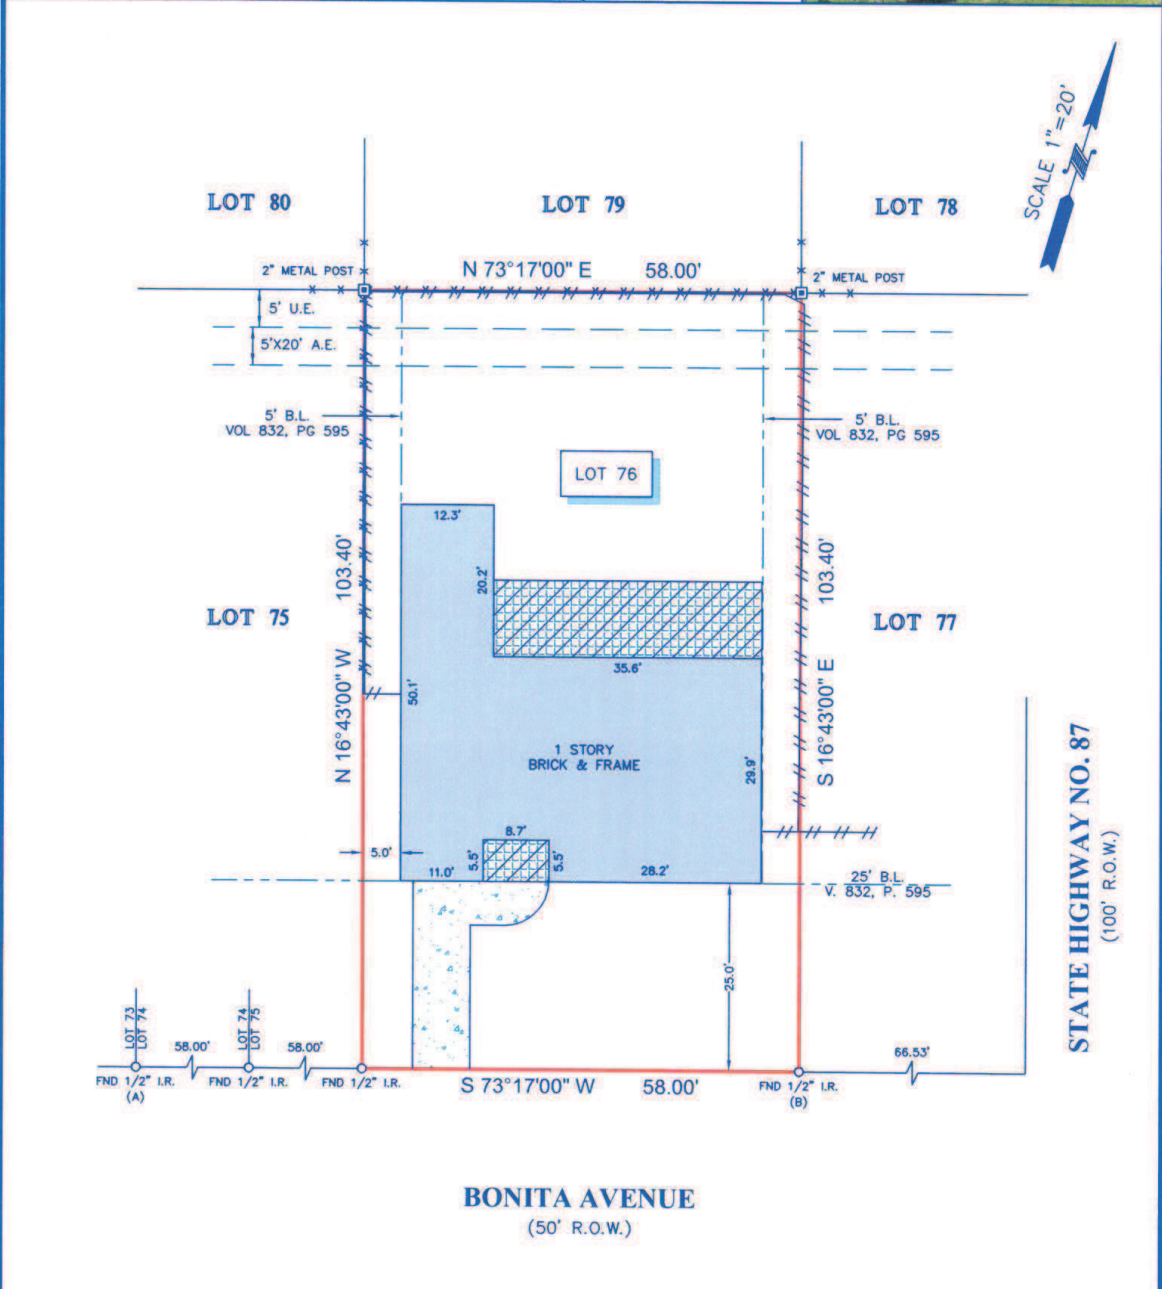 SCALE 1"=20'
LOT 80
LOT 79
LOT 78
2" METAL POST
N 73°17'00" E 58.00'
2" METAL POST
5' U.E.
5'X20' A.E.
5' B.L.
VOL 832, PG 595
5' B.L.
VOL 832, PG 595
LOT 76
12.3'
20.2'
N 16°43'00" W 103.40'
S 16°43'00" E 103.40'
LOT 75
LOT 77
35.6'
50.1'
1 STORY
BRICK & FRAME
29.9'
8.7'
5.0'
5.5'
5.5'
11.0'
28.2'
25' B.L.
V. 832, P. 595
25.0'
STATE HIGHWAY NO. 87
(100' R.O.W.)
LOT 73
LOT 74
LOT 74
LOT 75
58.00'
58.00'
66.53'
FND 1/2" I.R.
(A)
FND 1/2" I.R.
FND 1/2" I.R.
S 73°17'00" W 58.00'
FND 1/2" I.R.
(B)
BONITA AVENUE
(50' R.O.W.)